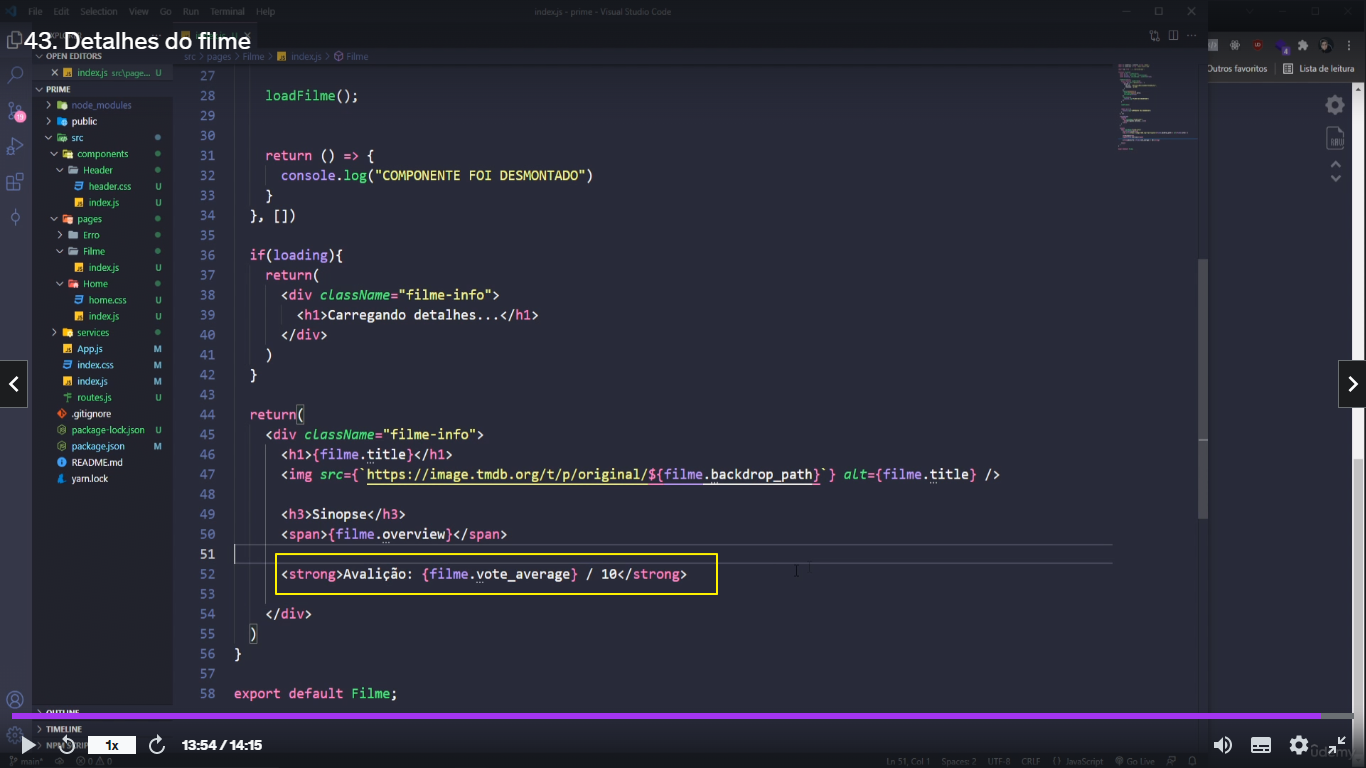 File Edit Selection View Go Run Terminal Help
index.js - prime - Visual Studio Code
43. Detalhes do filme
src > pages > Filme > index.js > Filme
Outros favoritos
Lista de leitura
OPEN EDITORS
index.js src\page... U
PRIME
node_modules
public
src
components
Header
header.css U
index.js U
pages
Erro
Filme
index.js U
Home
home.css U
index.js U
services
App.js M
index.css M
index.js M
routes.js U
.gitignore
package-lock.json U
package.json M
README.md
yarn.lock
OUTLINE
TIMELINE
27
28 loadFilme();
29
30
31 return () => {
32 console.log("COMPONENTE FOI DESMONTADO")
33 }
34 }, [])
35
36 if(loading){
37 return(
38 <div className="filme-info">
39 <h1>Carregando detalhes...</h1>
40 </div>
41 )
42 }
43
44 return(
45 <div className="filme-info">
46 <h1>{filme.title}</h1>
47 <img src={`https://image.tmdb.org/t/p/original/${filme.backdrop_path}`} alt={filme.title} />
48
49 <h3>Sinopse</h3>
50 <span>{filme.overview}</span>
51
52 <strong>Avalição: {filme.vote_average} / 10</strong>
53
54 </div>
55 )
56 }
57
58 export default Filme;
1x
13:54 / 14:15
main*
0 0
Ln 51, Col 1 Spaces: 2 UTF-8 CRLF JavaScript Go Live
udemy